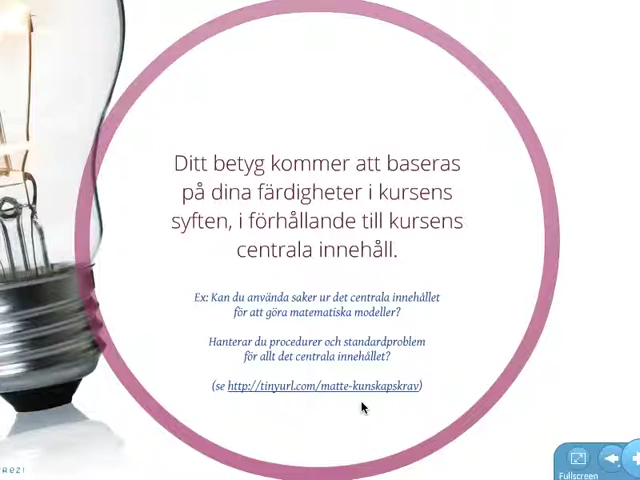 Ditt betyg kommer att baseras
på dina färdigheter i kursens
syften, i förhållande till kursens
centrala innehåll.
Ex: Kan du använda saker ur det centrala innehållet
för att göra matematiska modeller?
Hanterar du procedurer och standardproblem
för allt det centrala innehållet?
(se http://tinyurl.com/matte-kunskapskrav)
REZI
Fullscreen